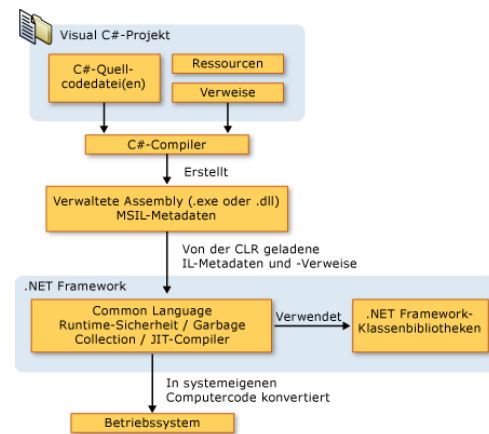 Visual C#-Projekt
C#-Quell-
codedatei(en)
Ressourcen
Verweise
C#-Compiler
Erstellt
Verwaltete Assembly (.exe oder .dll)
MSIL-Metadaten
Von der CLR geladene
IL-Metadaten und -Verweise
.NET Framework
Common Language
Runtime-Sicherheit / Garbage
Collection / JIT-Compiler
Verwendet
.NET Framework-
Klassenbibliotheken
In systemeigenen
Computercode konvertiert
Betriebssystem